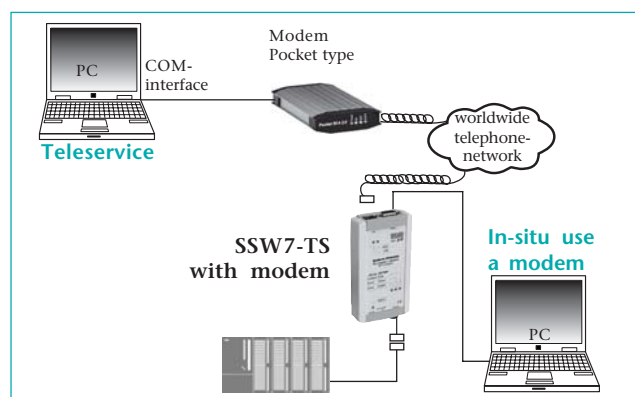 PC
COM-
interface
Modem
Pocket type
Teleservice
worldwide
telephone-
network
SSW7-TS
with modem
In-situ use
a modem
PC